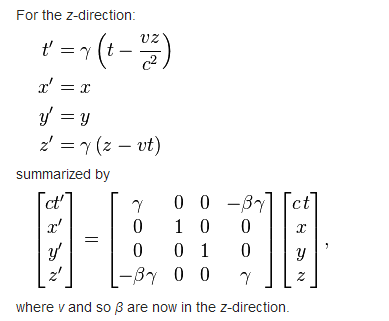 For the z-direction:
t′ = γ (t − vz/c²)
x′ = x
y′ = y
z′ = γ (z − vt)
summarized by
[ct′] = [γ 0 0 −βγ] [ct]
[x′] [0 1 0 0] [x]
[y′] [0 0 1 0] [y]
[z′] [−βγ 0 0 γ] [z] ,
where v and so β are now in the z-direction.